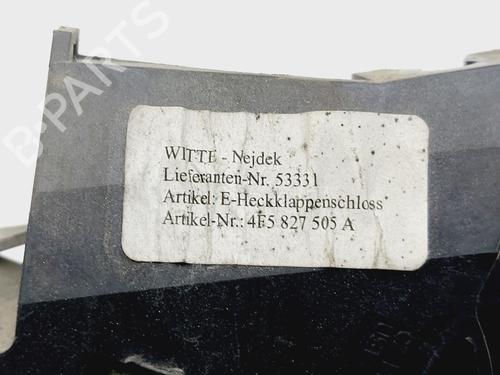 B-PARTS
WITTE - Nejdek
Lieferanten-Nr. 53331
Artikel: E-Heckklappenschloss
Artikel-Nr.: 4F5 827 505 A